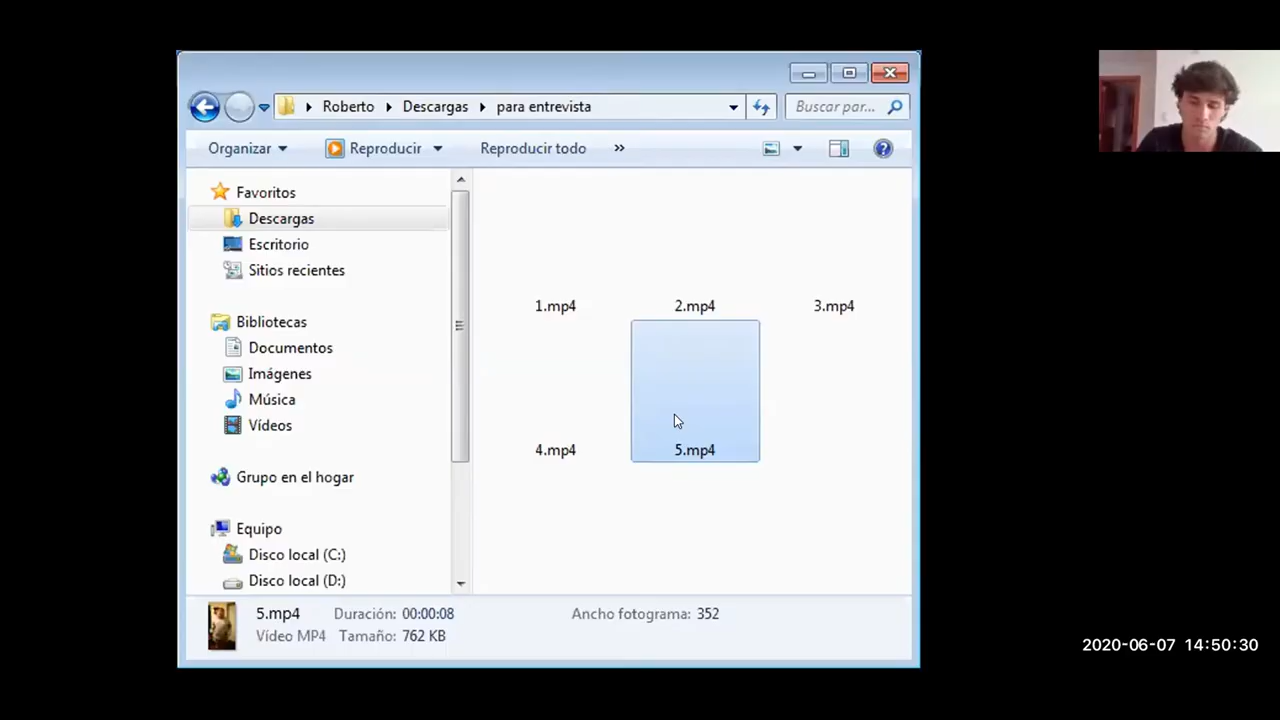 Roberto Descargas para entrevista Buscar par...
Organizar Reproducir Reproducir todo »
Favoritos
Descargas
Escritorio
Sitios recientes
Bibliotecas
Documentos
Imágenes
Música
Vídeos
Grupo en el hogar
Equipo
Disco local (C:)
Disco local (D:)
1.mp4 2.mp4 3.mp4
4.mp4 5.mp4
5.mp4 Duración: 00:00:08 Ancho fotograma: 352
Vídeo MP4 Tamaño: 762 KB
2020-06-07 14:50:30